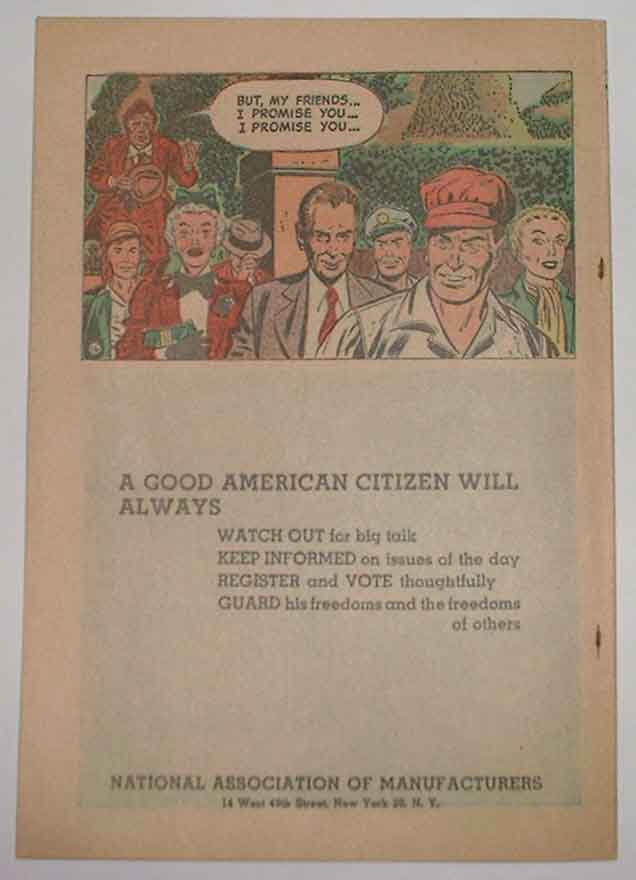 BUT, MY FRIENDS...
I PROMISE YOU...
I PROMISE YOU...
A GOOD AMERICAN CITIZEN WILL
ALWAYS
WATCH OUT for big talk
KEEP INFORMED on issues of the day
REGISTER and VOTE thoughtfully
GUARD his freedoms and the freedoms
of others
NATIONAL ASSOCIATION OF MANUFACTURERS
14 West 49th Street, New York 20, N. Y.